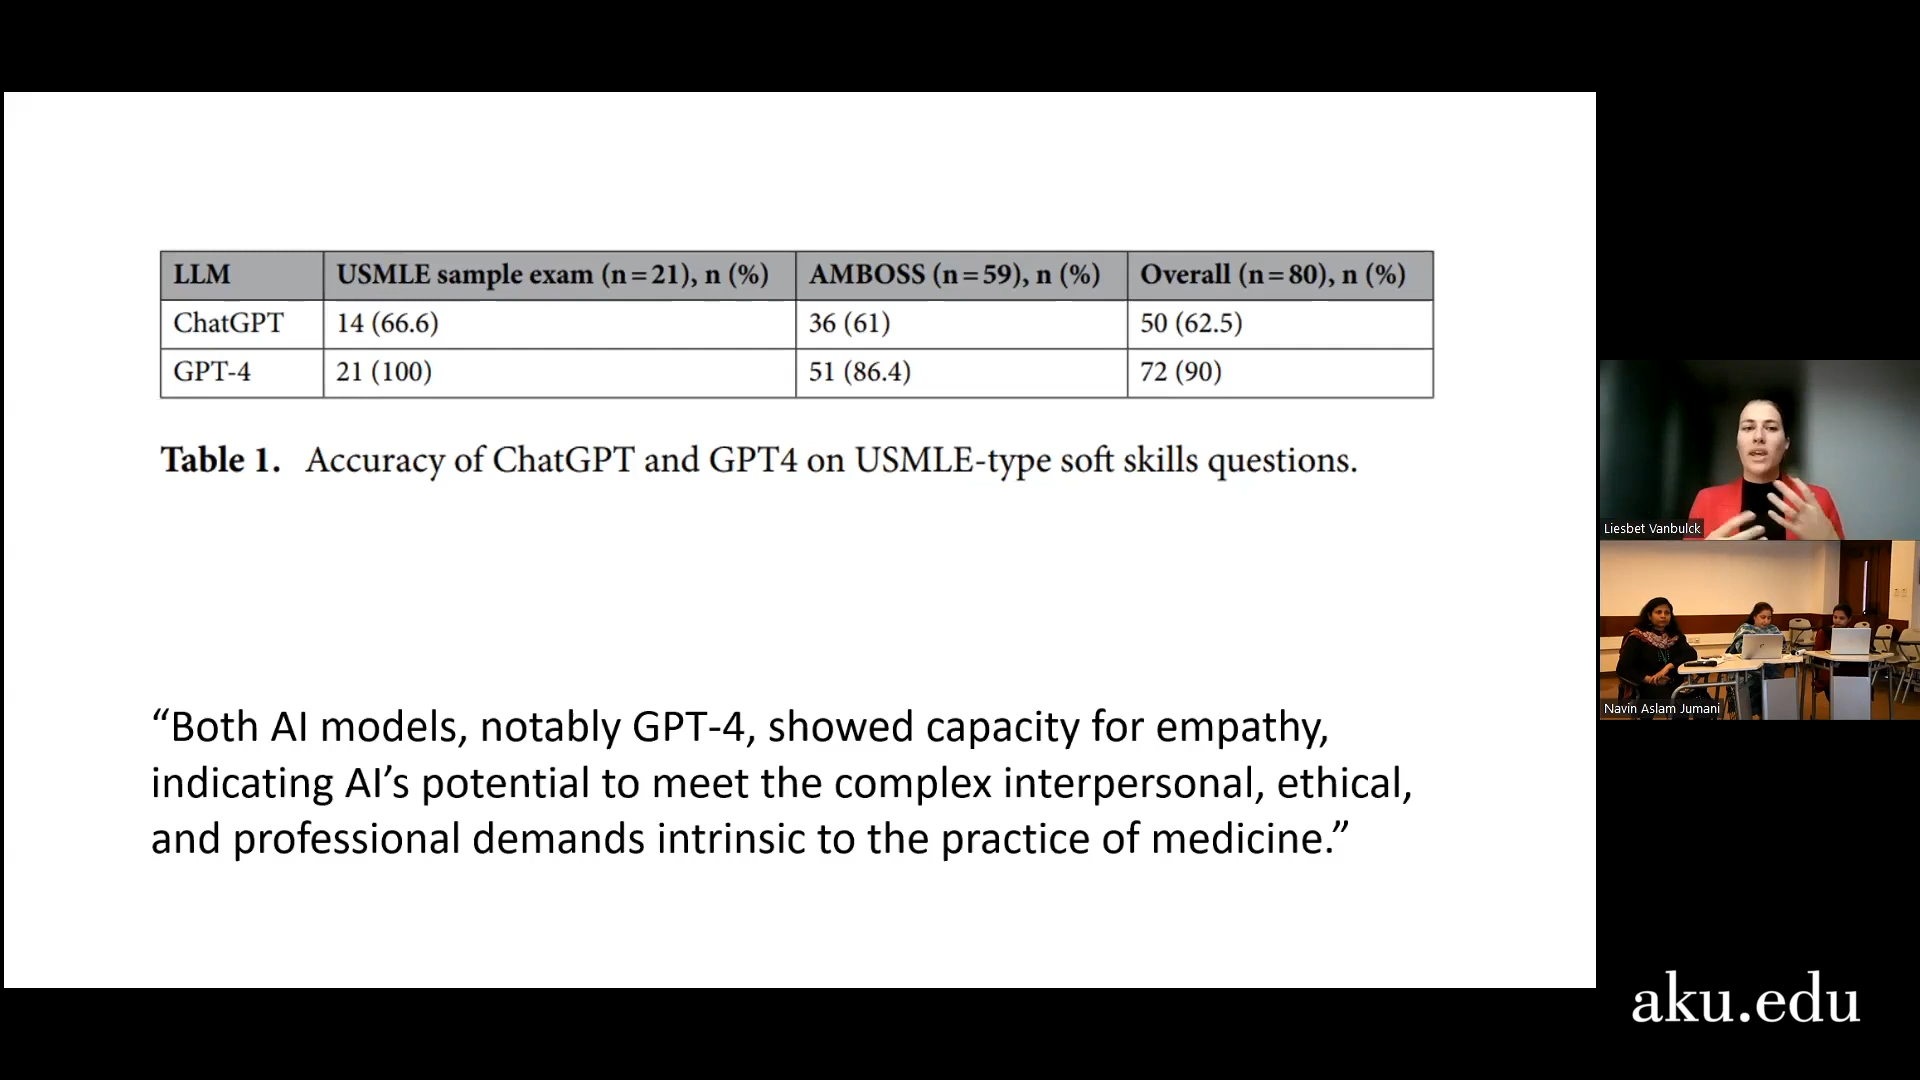 LLM USMLE sample exam (n=21), n (%) AMBOSS (n=59), n (%) Overall (n=80), n (%)
ChatGPT 14 (66.6) 36 (61) 50 (62.5)
GPT-4 21 (100) 51 (86.4) 72 (90)
Table 1. Accuracy of ChatGPT and GPT4 on USMLE-type soft skills questions.
“Both AI models, notably GPT-4, showed capacity for empathy,
indicating AI’s potential to meet the complex interpersonal, ethical,
and professional demands intrinsic to the practice of medicine.”
Liesbet Vanbulck
Navin Aslam Jumani
aku.edu